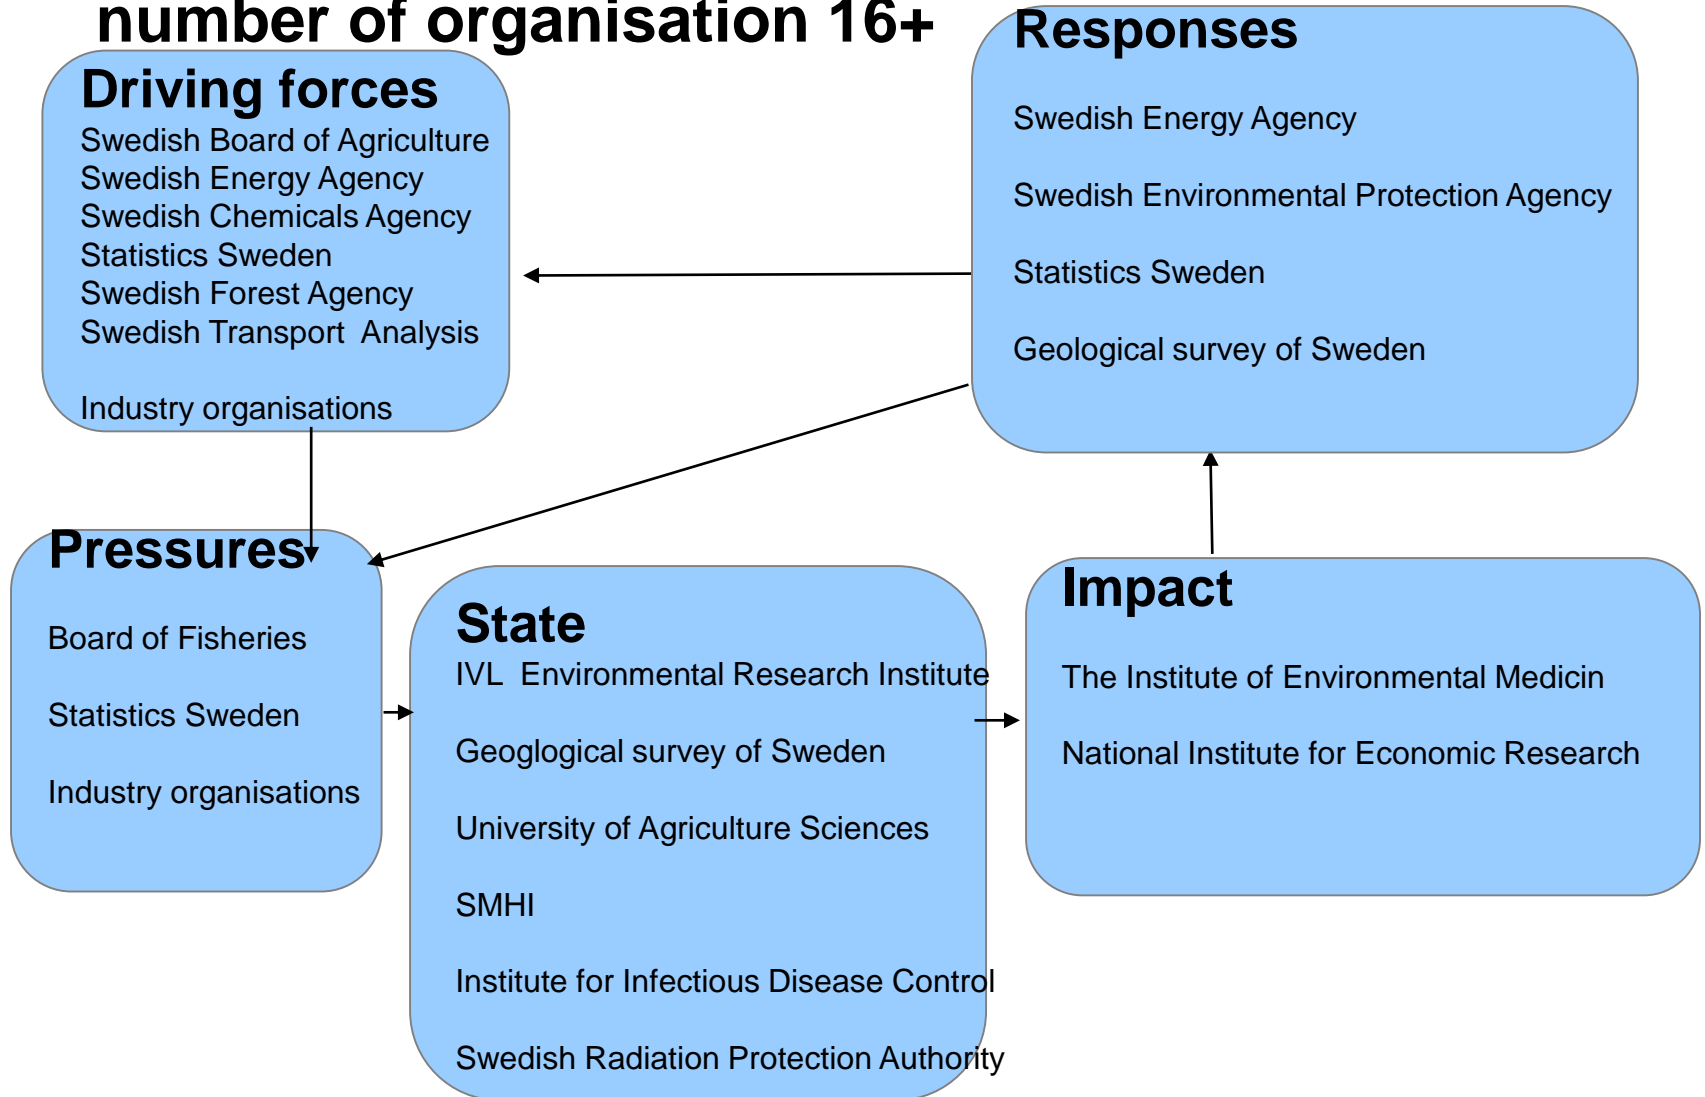 number of organisation 16+
Driving forces
Swedish Board of Agriculture
Swedish Energy Agency
Swedish Chemicals Agency
Statistics Sweden
Swedish Forest Agency
Swedish Transport Analysis
Industry organisations
Responses
Swedish Energy Agency
Swedish Environmental Protection Agency
Statistics Sweden
Geological survey of Sweden
Pressures
Board of Fisheries
Statistics Sweden
Industry organisations
State
IVL Environmental Research Institute
Geoglogical survey of Sweden
University of Agriculture Sciences
SMHI
Institute for Infectious Disease Control
Swedish Radiation Protection Authority
Impact
The Institute of Environmental Medicin
National Institute for Economic Research